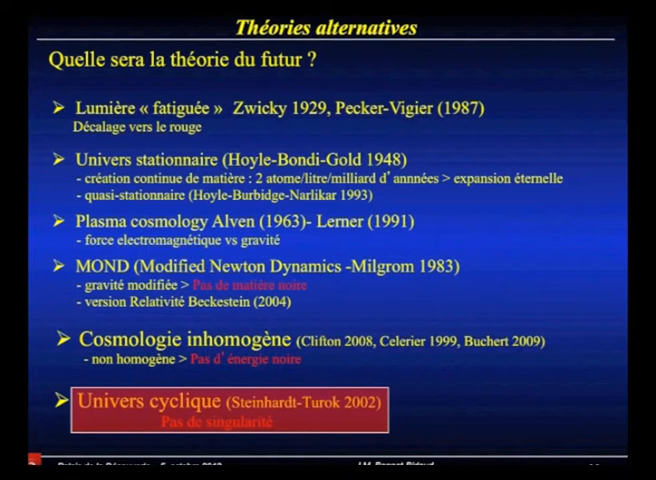 Théories alternatives
Quelle sera la théorie du futur ?
➢ Lumière « fatiguée » Zwicky 1929, Pecker-Vigier (1987)
Décalage vers le rouge
➢ Univers stationnaire (Hoyle-Bondi-Gold 1948)
- création continue de matière : 2 atome/litre/milliard d'annnées > expansion éternelle
- quasi-stationnaire (Hoyle-Burbidge-Narlikar 1993)
➢ Plasma cosmology Alven (1963)- Lerner (1991)
- force electromagnétique vs gravité
➢ MOND (Modified Newton Dynamics -Milgrom 1983)
- gravité modifiée > Pas de matière noire
- version Relativité Beckestein (2004)
➢ Cosmologie inhomogène (Clifton 2008, Celerier 1999, Buchert 2009)
- non homogène > Pas d'énergie noire
➢ Univers cyclique (Steinhardt-Turok 2002)
Pas de singularité